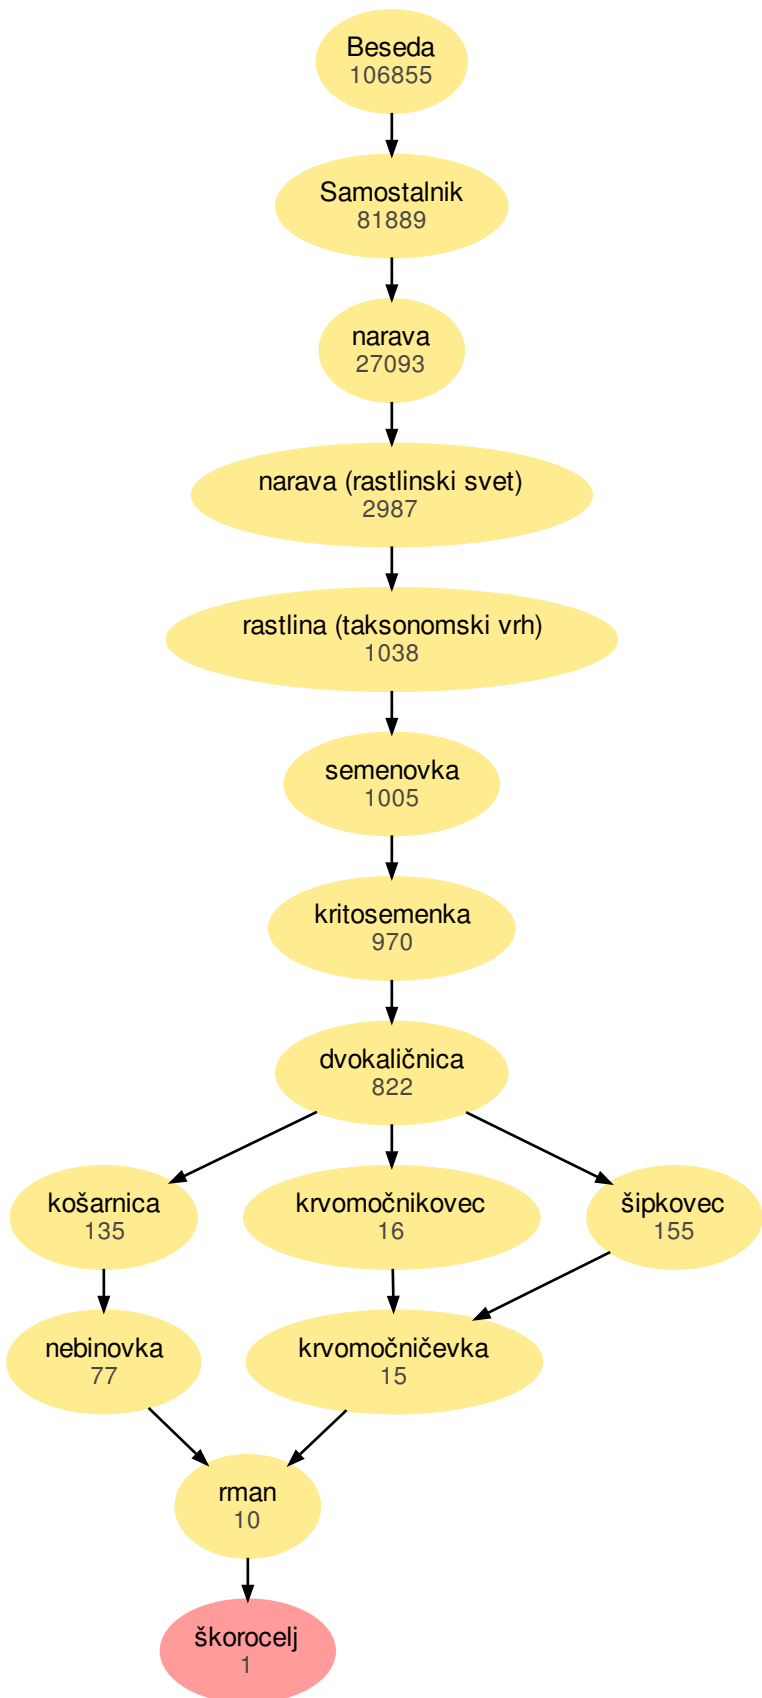 Beseda
106855
Samostalnik
81889
narava
27093
narava (rastlinski svet)
2987
rastlina (taksonomski vrh)
1038
semenovka
1005
kritosemenka
970
dvokaličnica
822
košarnica
135
krvomočnikovec
16
šipkovec
155
nebinovka
77
krvomočničevka
15
rman
10
škorocelj
1